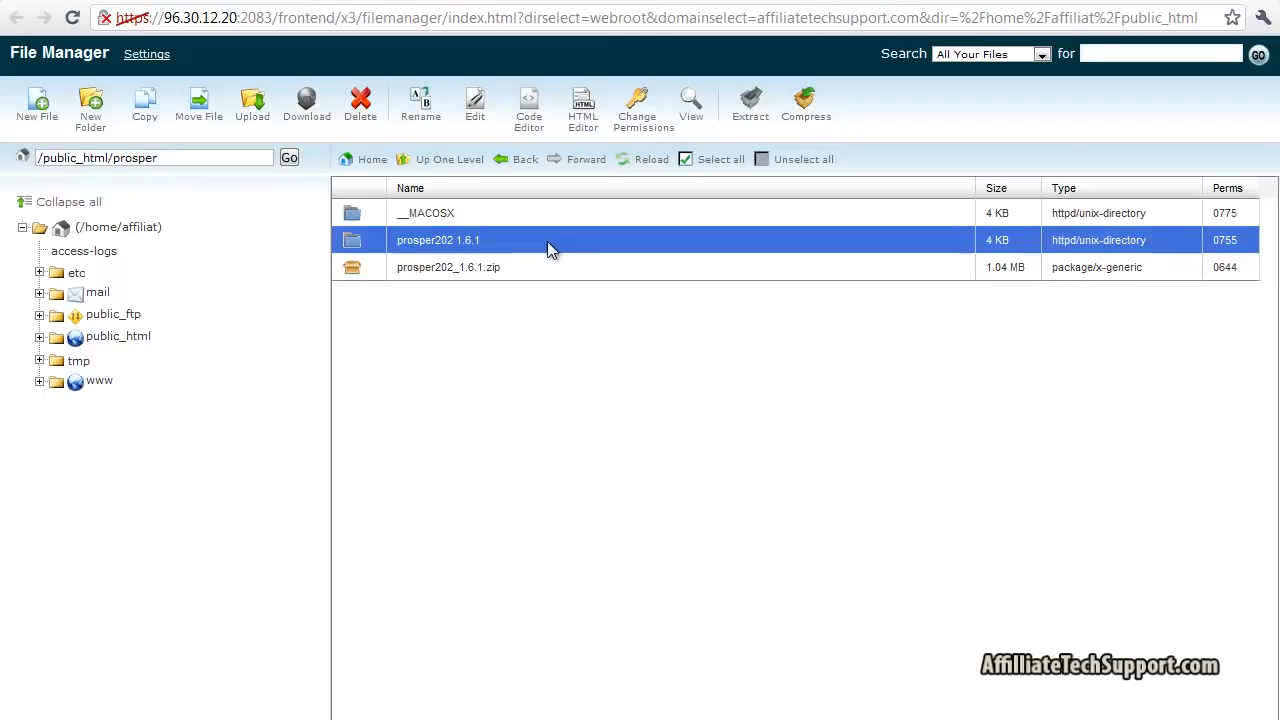 https://96.30.12.20:2083/frontend/x3/filemanager/index.html?dirselect=webroot&domainselect=affiliatetechsupport.com&dir=%2Fhome%2Faffiliat%2Fpublic_html
File Manager Settings Search All Your Files for GO
New File New Folder Copy Move File Upload Download Delete Rename Edit Code Editor HTML Editor Change Permissions View Extract Compress
/public_html/prosper Go Home Up One Level Back Forward Reload Select all Unselect all
Collapse all
(/home/affiliat)
access-logs
etc
mail
public_ftp
public_html
tmp
www
Name Size Type Perms
__MACOSX 4 KB httpd/unix-directory 0775
prosper202 1.6.1 4 KB httpd/unix-directory 0755
prosper202_1.6.1.zip 1.04 MB package/x-generic 0644
AffilliateTechSupport.com